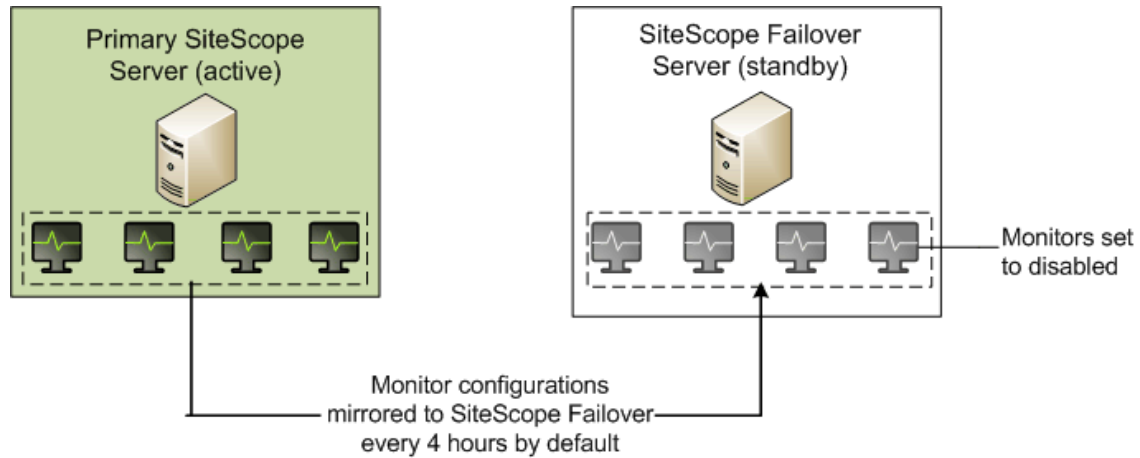 Primary SiteScope
Server (active)
SiteScope Failover
Server (standby)
Monitors set
to disabled
Monitor configurations
mirrored to SiteScope Failover
every 4 hours by default